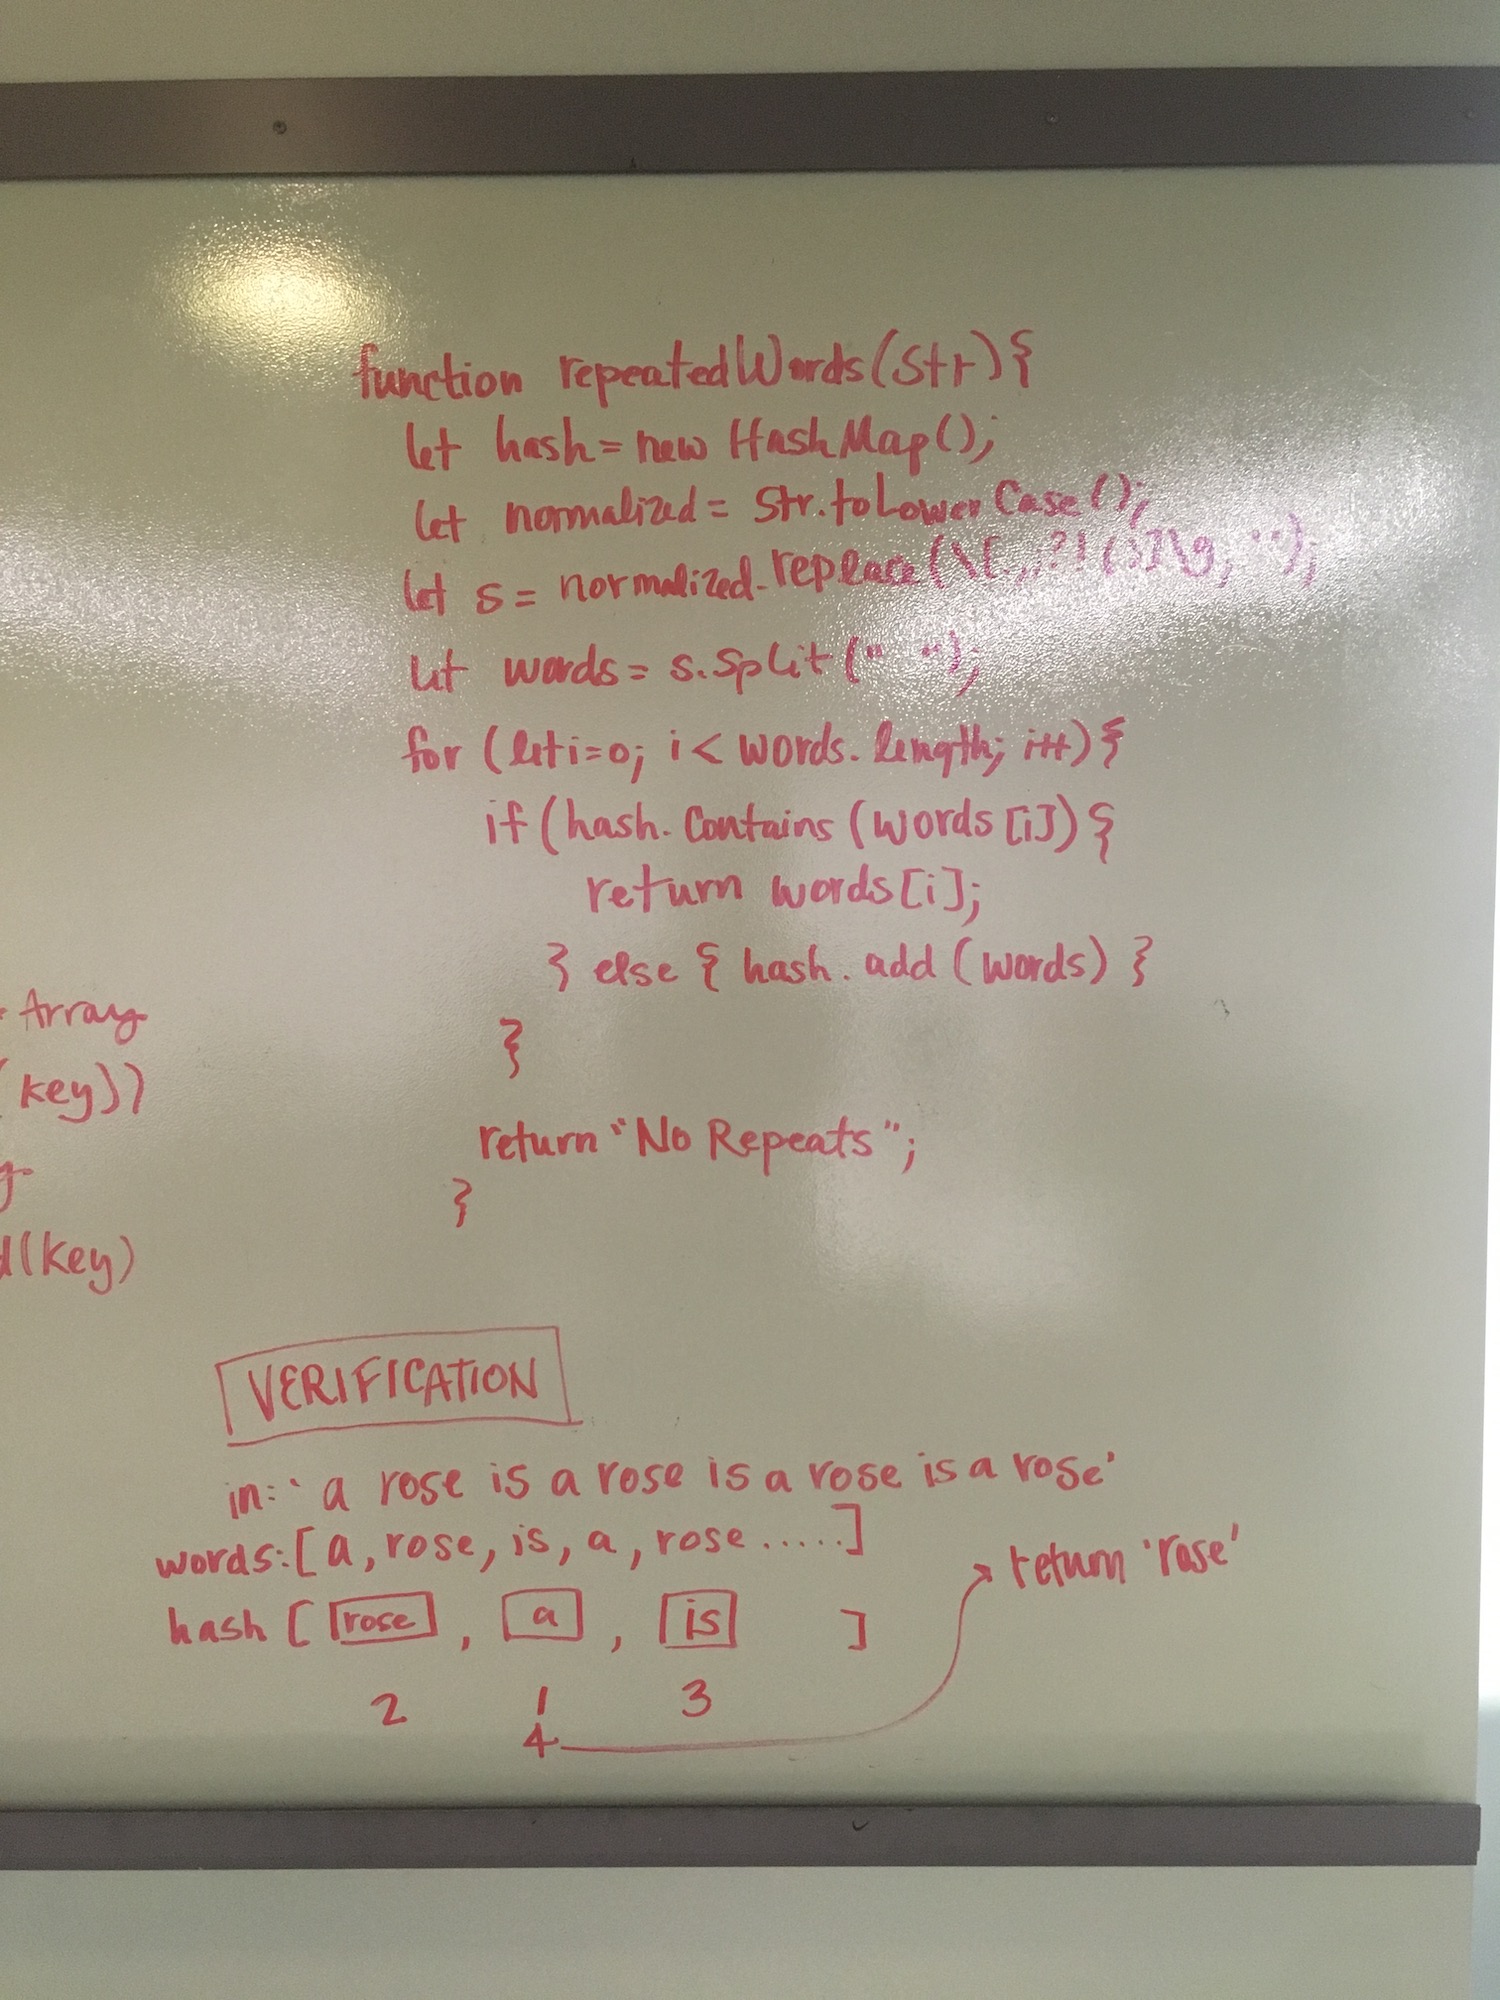 function repeatedWords(str){
let hash = new HashMap();
let normalized = str.toLowerCase();
let s = normalized.replace(\[.,;?!(:)]\g, "");
let words = s.split(" ");
for (let i=0; i < words.length; i++){
if (hash.contains(words[i]){
return words[i];
} else { hash.add(words) }
}
return "No Repeats";
}
Array
(key))
(key)
VERIFICATION
in: 'a rose is a rose is a rose is a rose'
words:[a, rose, is, a, rose.....]
hash [ rose , a , is ]
2 1 3
4
return 'rose'